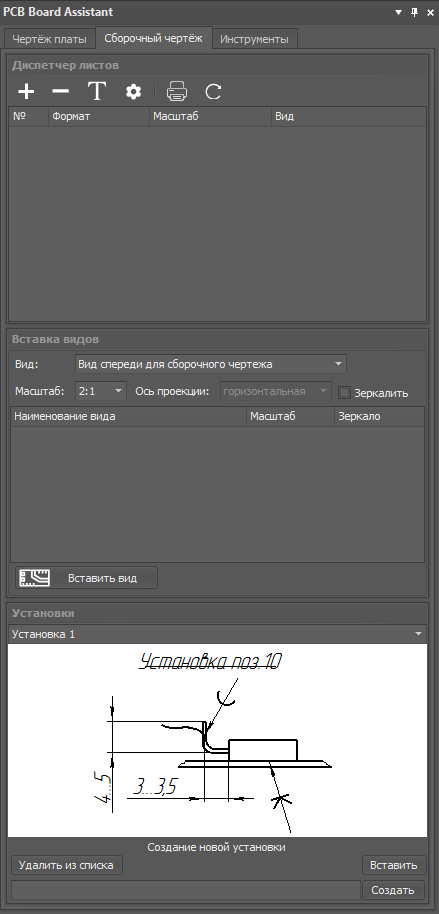 PCB Board Assistant
Чертёж платы Сборочный чертёж Инструменты
Диспетчер листов
T
№ Формат Масштаб Вид
Вставка видов
Вид: Вид спереди для сборочного чертежа
Масштаб: 2:1 Ось проекции: горизонтальная Зеркалить
Наименование вида Масштаб Зеркало
Вставить вид
Установки
Установка 1
Установка поз.10
4...5
3...3,5
Создание новой установки
Удалить из списка Вставить
Создать